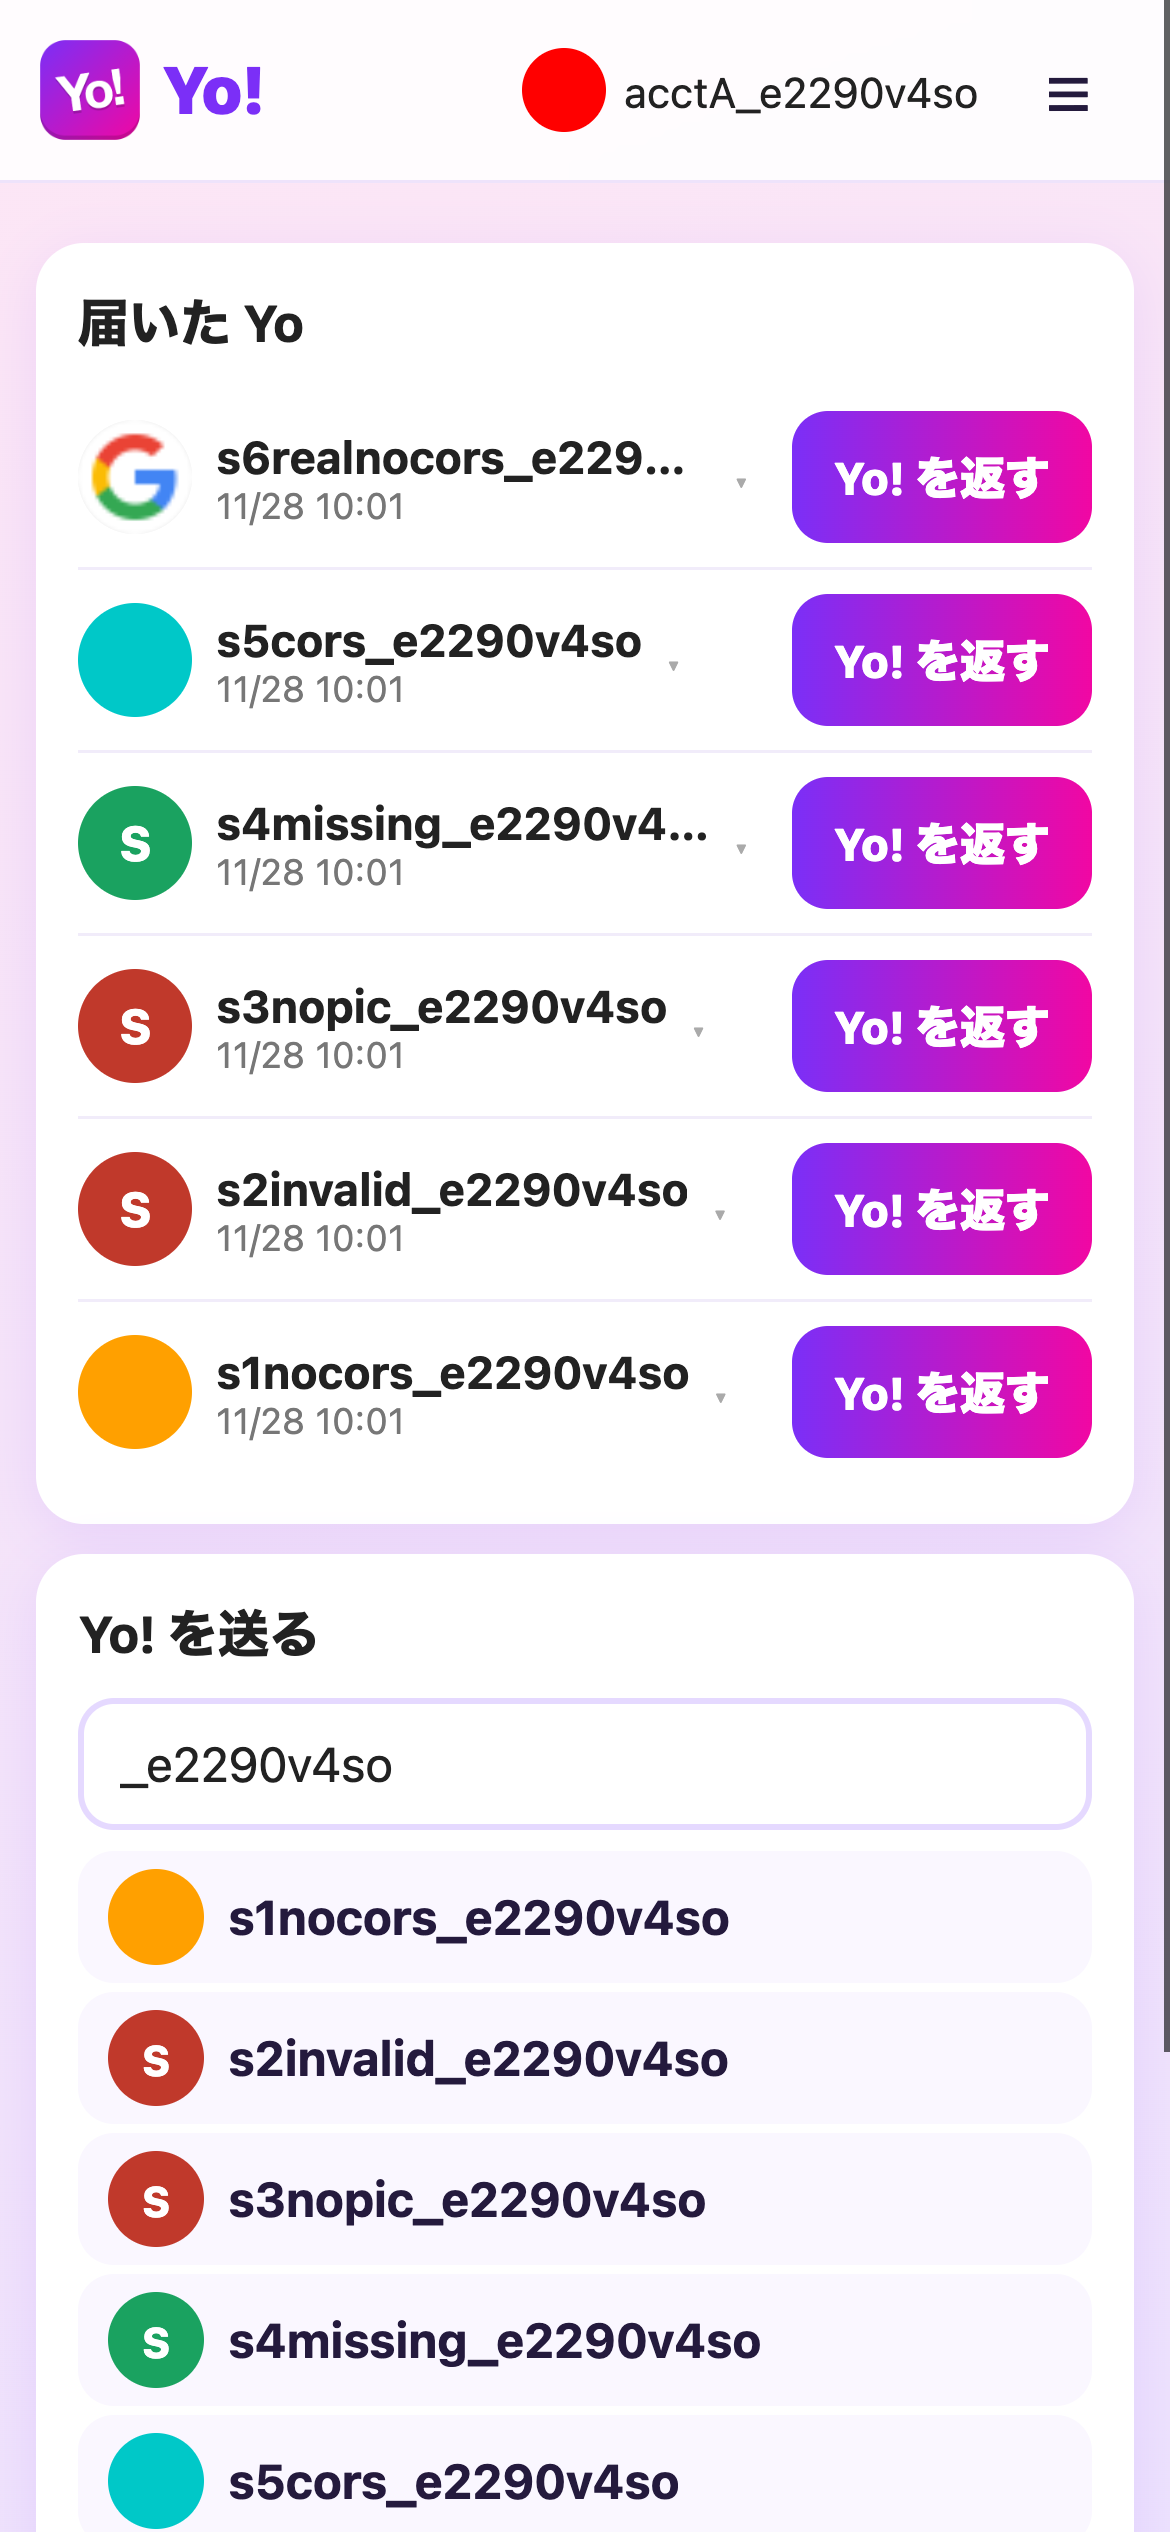 Yo! Yo! acctA_e2290v4so
届いた Yo
s6realnocors_e229...
11/28 10:01
Yo! を返す
s5cors_e2290v4so
11/28 10:01
Yo! を返す
S
s4missing_e2290v4...
11/28 10:01
Yo! を返す
S
s3nopic_e2290v4so
11/28 10:01
Yo! を返す
S
s2invalid_e2290v4so
11/28 10:01
Yo! を返す
s1nocors_e2290v4so
11/28 10:01
Yo! を返す
Yo! を送る
_e2290v4so
s1nocors_e2290v4so
S s2invalid_e2290v4so
S s3nopic_e2290v4so
S s4missing_e2290v4so
s5cors_e2290v4so